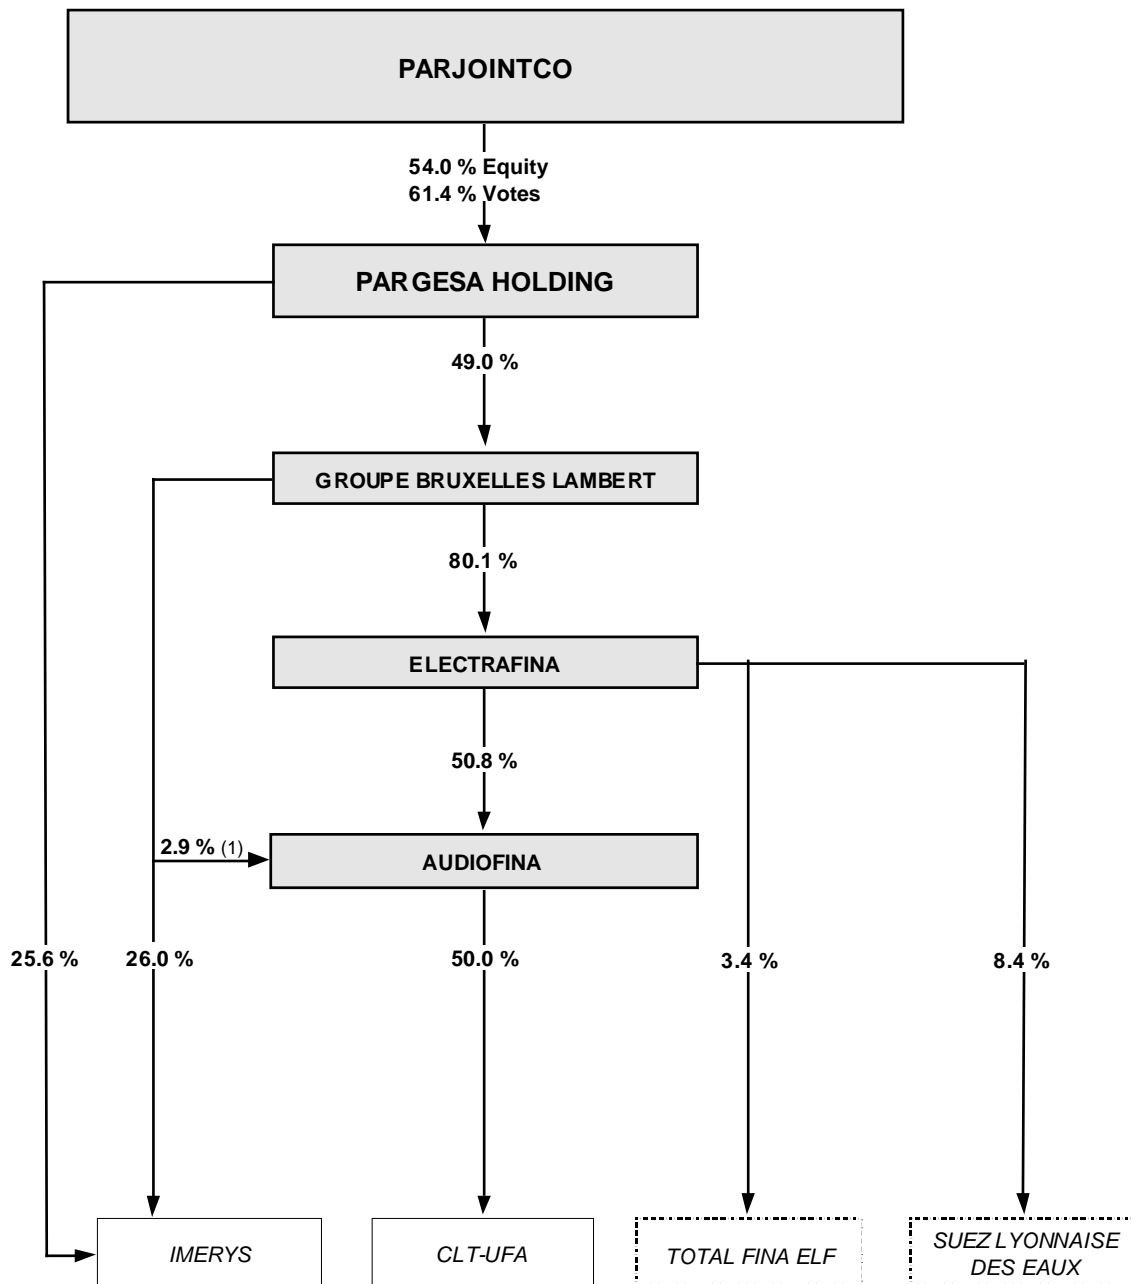 PARJOINTCO
54.0 % Equity
61.4 % Votes
PARGESA HOLDING
49.0 %
GROUPE BRUXELLES LAMBERT
80.1 %
ELECTRAFINA
50.8 %
2.9 % (1)
AUDIOFINA
25.6 %
26.0 %
50.0 %
3.4 %
8.4 %
IMERYS
CLT-UFA
TOTAL FINA ELF
SUEZ LYONNAISE
DES EAUX